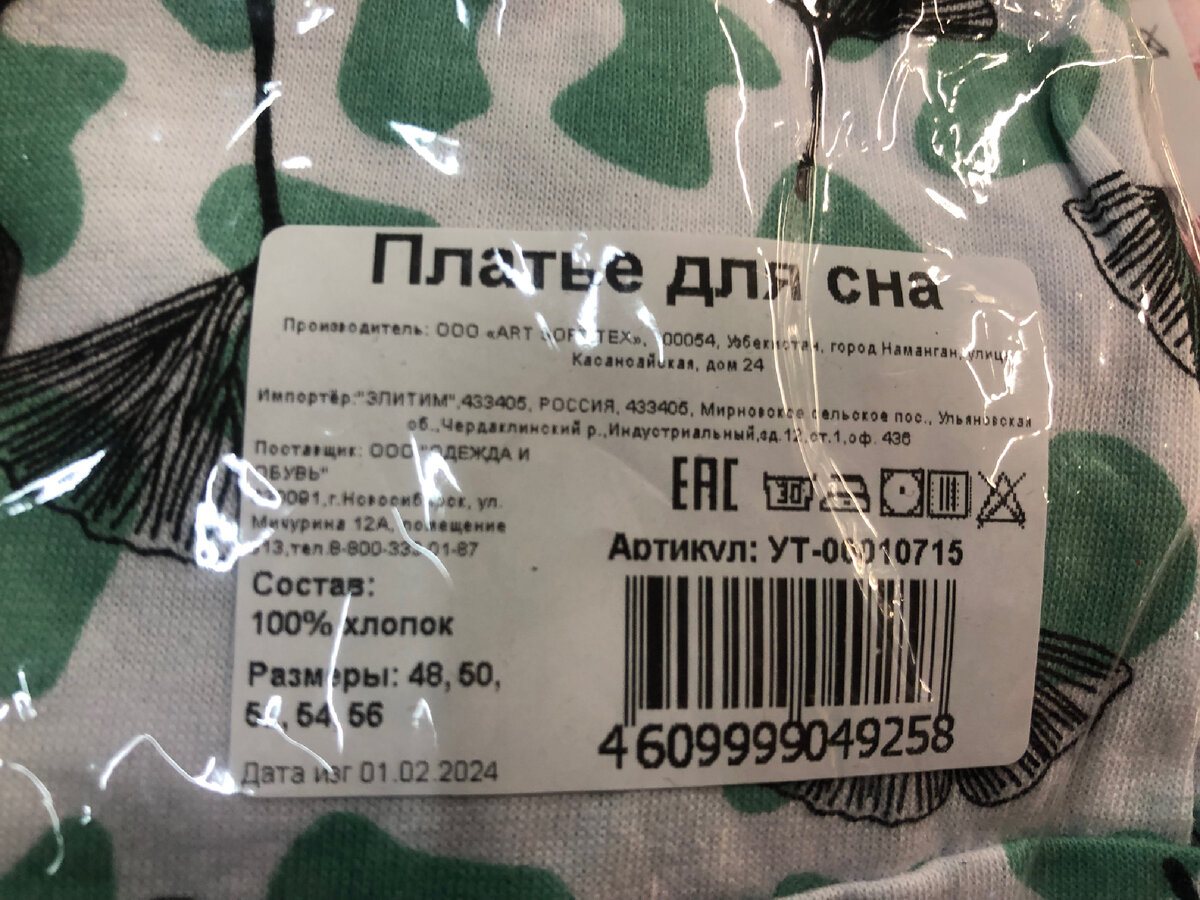 Платье для сна
Производитель: ООО «ART SOFT TEX», Узбекистан, город Наманган, улица
Касансайская, дом 24
Импортёр:"ЭЛИТИМ",433405, РОССИЯ, 433405, Мирновское сельское пос., Ульяновская
об.,Чердаклинский р.,Индустриальный,зд.12,ст.1,оф. 436
Поставщик: ООО "ОДЕЖДА И
ОБУВЬ"
г.Новосибирск, ул.
Мичурина 12А, помещение
EAC
30
Артикул: УТ-00010715
Состав:
100% хлопок
Размеры: 48, 50,
52, 54, 56
4609999049258
Дата изг 01.02.2024